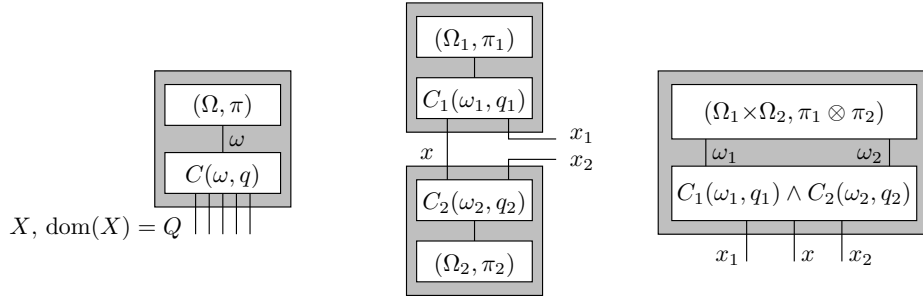 (Ω, π)
ω
C(ω, q)
X, dom(X) = Q
(Ω₁, π₁)
C₁(ω₁, q₁)
x₁
x
x₂
C₂(ω₂, q₂)
(Ω₂, π₂)
(Ω₁×Ω₂, π₁ ⊗ π₂)
ω₁ ω₂
C₁(ω₁, q₁) ∧ C₂(ω₂, q₂)
x₁ x x₂